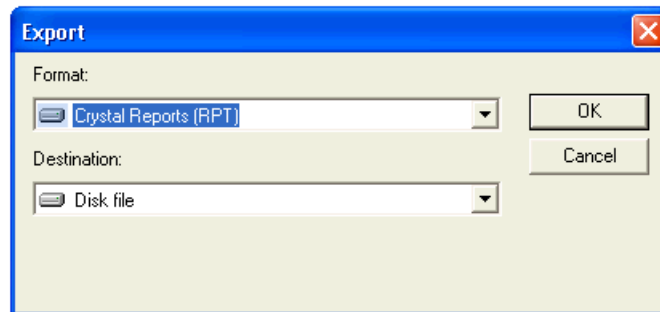 Export
Format:
Crystal Reports (RPT)
OK
Destination:
Cancel
Disk file